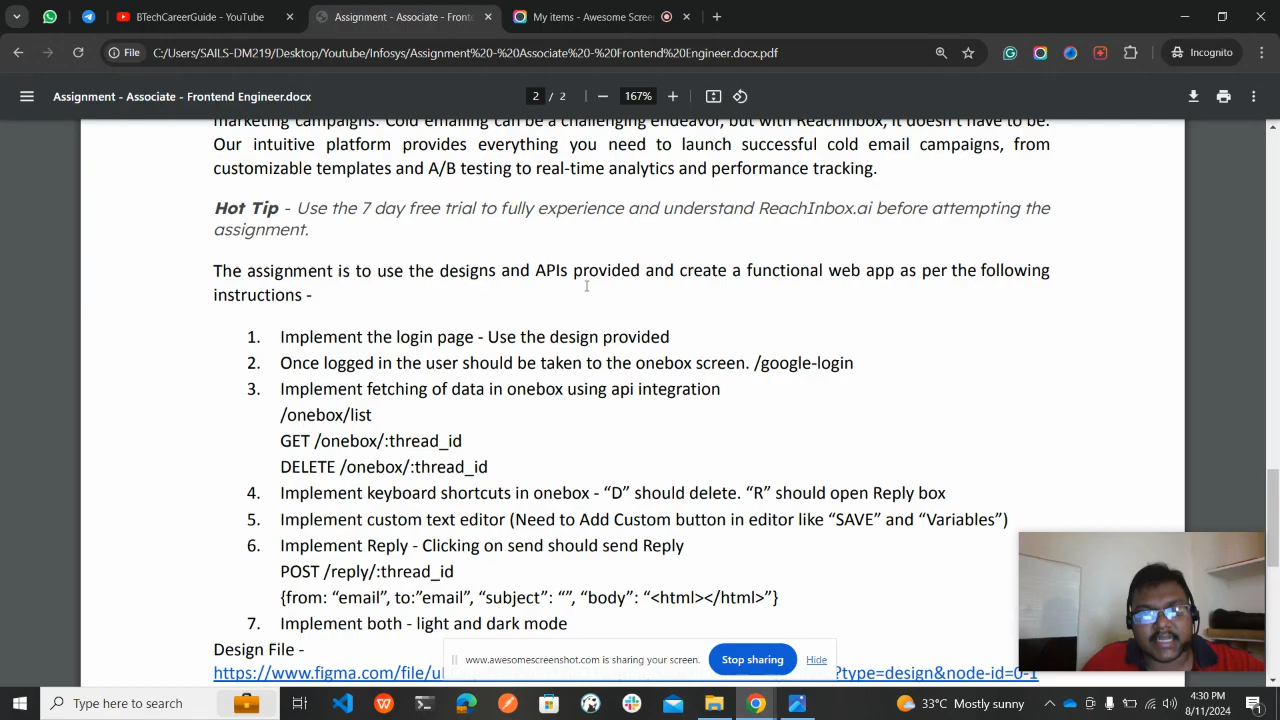 BTechCareerGuide - YouTube
Assignment - Associate - Fronte
My items - Awesome Screen
File
C:/Users/SAILS-DM219/Desktop/Youtube/Infosys/Assignment%20-%20Associate%20-%20Frontend%20Engineer.docx.pdf
Incognito
Assignment - Associate - Frontend Engineer.docx
2 / 2
167%
marketing campaigns. Cold emailing can be a challenging endeavor, but with Reachinbox, it doesn't have to be.
Our intuitive platform provides everything you need to launch successful cold email campaigns, from
customizable templates and A/B testing to real-time analytics and performance tracking.
Hot Tip - Use the 7 day free trial to fully experience and understand ReachInbox.ai before attempting the
assignment.
The assignment is to use the designs and APIs provided and create a functional web app as per the following
instructions -
1. Implement the login page - Use the design provided
2. Once logged in the user should be taken to the onebox screen. /google-login
3. Implement fetching of data in onebox using api integration
/onebox/list
GET /onebox/:thread_id
DELETE /onebox/:thread_id
4. Implement keyboard shortcuts in onebox - “D” should delete. “R” should open Reply box
5. Implement custom text editor (Need to Add Custom button in editor like “SAVE” and “Variables”)
6. Implement Reply - Clicking on send should send Reply
POST /reply/:thread_id
{from: “email”, to:”email”, “subject”: “”, “body”: “<html></html>”}
7. Implement both - light and dark mode
Design File -
https://www.figma.com/file/ ?type=design&node-id=0-1
www.awesomescreenshot.com is sharing your screen.
Stop sharing
Hide
Type here to search
33°C Mostly sunny
4:30 PM
8/11/2024